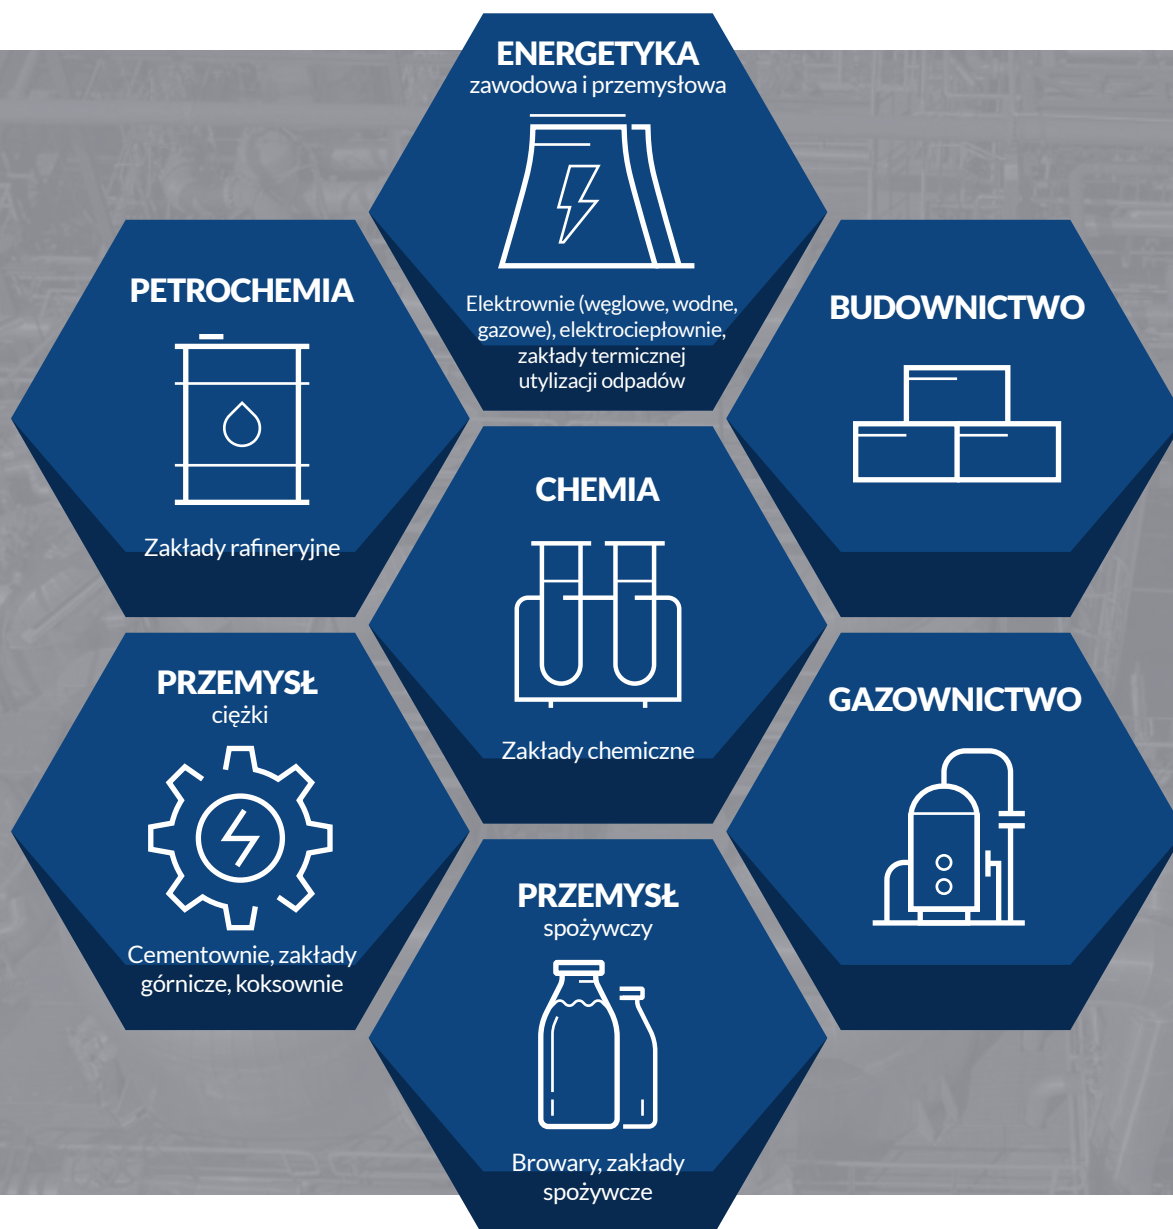 ENERGETYKA
zawodowa i przemysłowa
Elektrownie (węglowe, wodne,
gazowe), elektrociepłownie,
zakłady termicznej
utylizacji odpadów
PETROCHEMIA
Zakłady rafineryjne
BUDOWNICTWO
CHEMIA
Zakłady chemiczne
PRZEMYSŁ
ciężki
Cementownie, zakłady
górnicze, koksownie
GAZOWNICTWO
PRZEMYSŁ
spożywczy
Browary, zakłady
spożywcze